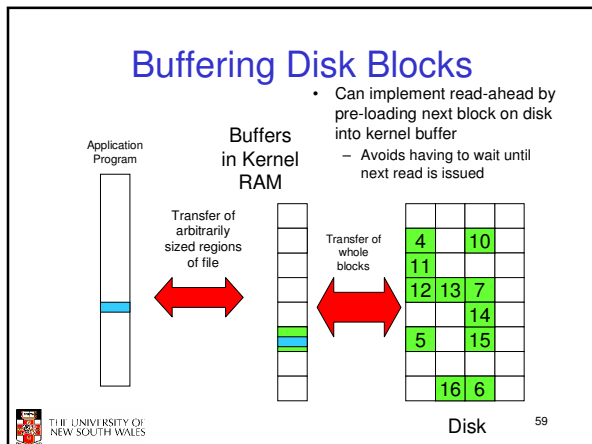 Buffering Disk Blocks
• Can implement read-ahead by
pre-loading next block on disk
into kernel buffer
– Avoids having to wait until
next read is issued
Application
Program
Buffers
in Kernel
RAM
Transfer of
arbitrarily
sized regions
of file
Transfer of
whole
blocks
4 10
11
12 13 7
14
5 15
16 6
Disk
THE UNIVERSITY OF
NEW SOUTH WALES
59